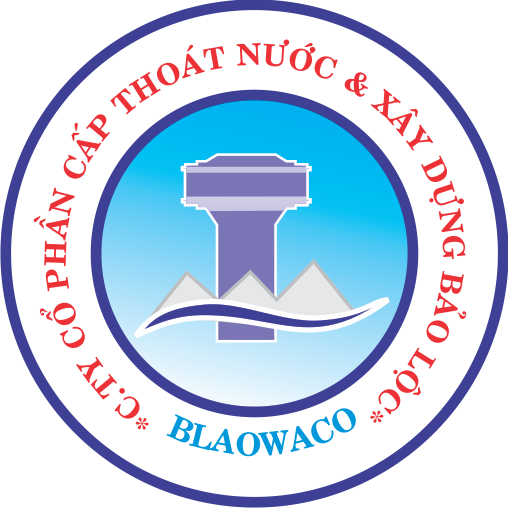 *C.TY CỔ PHẦN CẤP THOÁT NƯỚC & XÂY DỰNG BẢO LỘC*
BLAOWACO